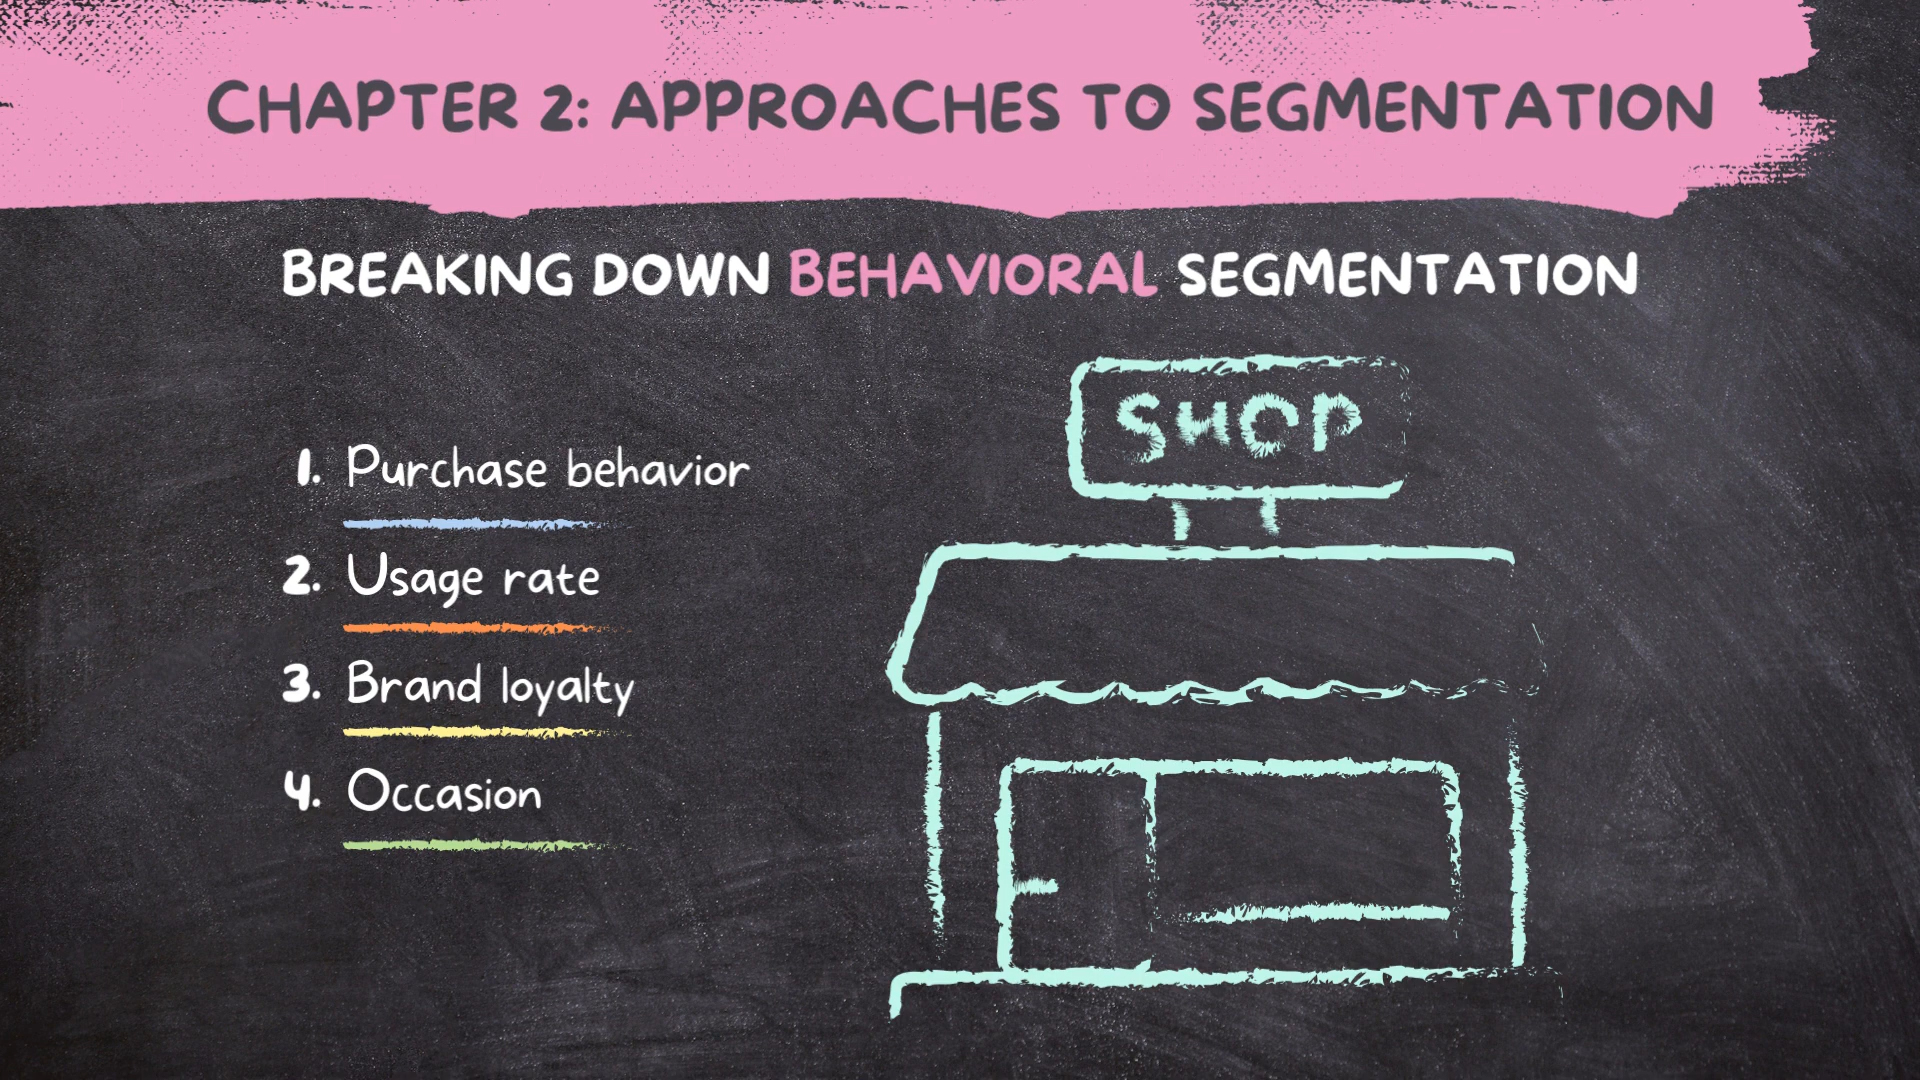 CHAPTER 2: APPROACHES TO SEGMENTATION
BREAKING DOWN BEHAVIORAL SEGMENTATION
1. Purchase behavior
2. Usage rate
3. Brand loyalty
4. Occasion
SHOP